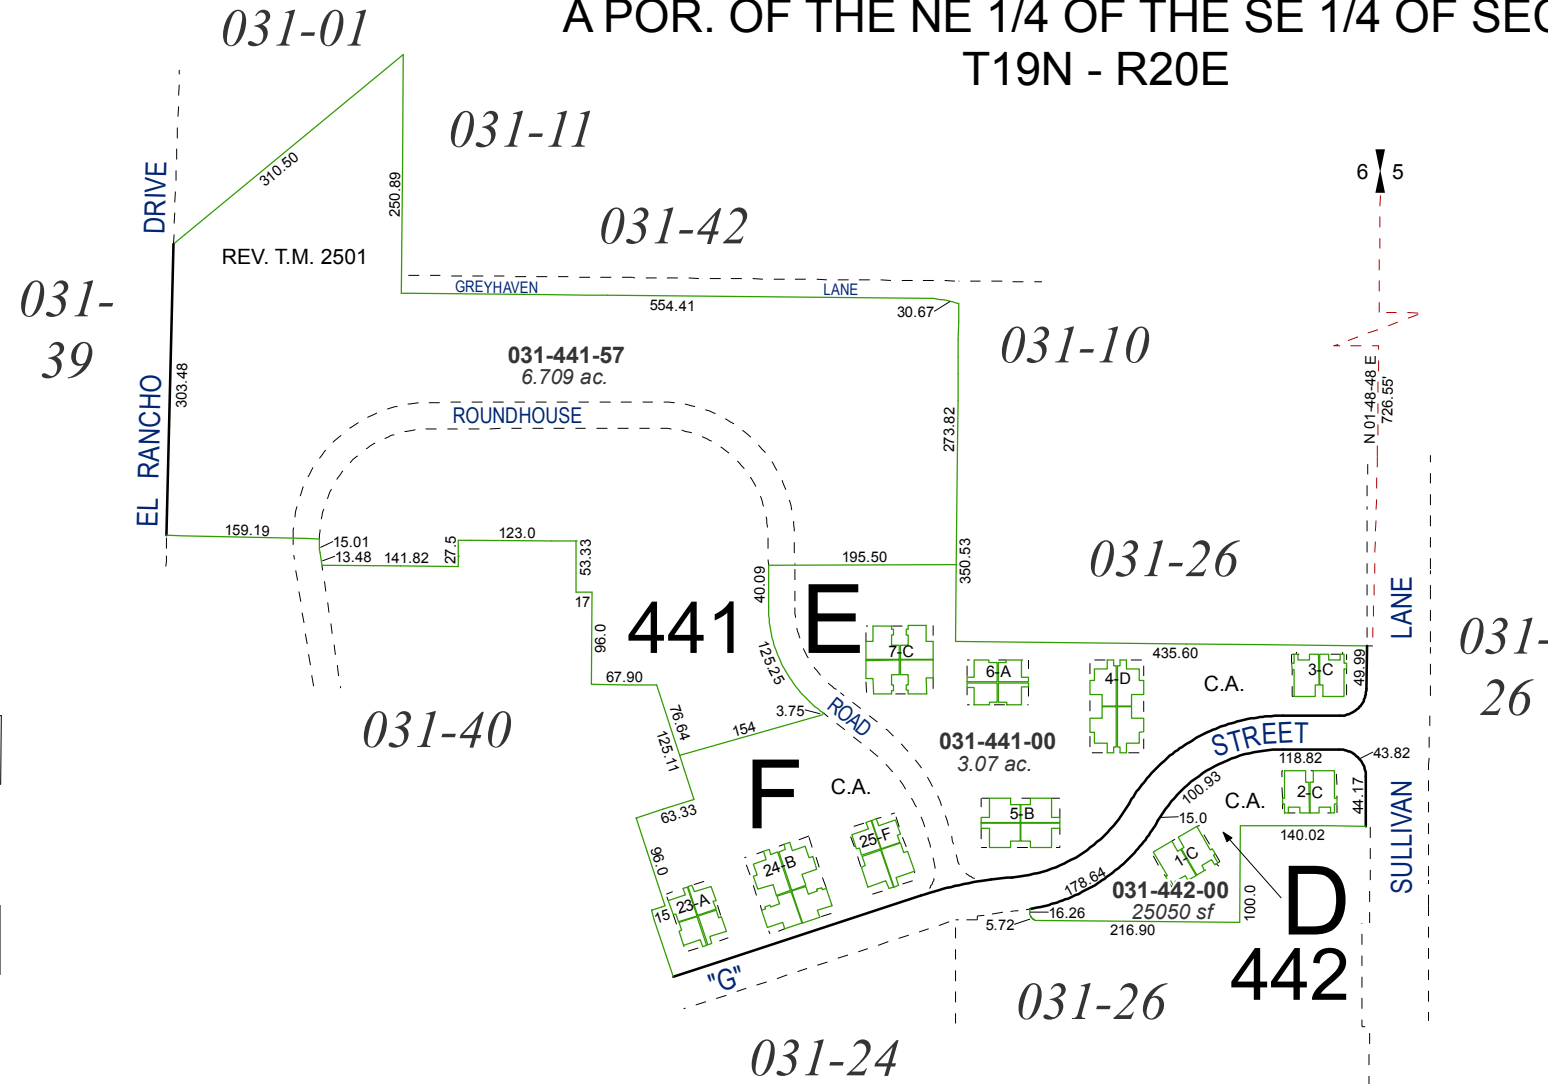 A POR. OF THE NE 1/4 OF THE SE 1/4 OF SEC
T19N - R20E
031-01
031-11
310.50
250.89
DRIVE
6 5
031-42
REV. T.M. 2501
GREYHAVEN LANE
554.41
30.67
031-
39
031-10
031-441-57
6.709 ac.
EL RANCHO
303.48
ROUNDHOUSE
273.82
N 01-48-48 E
726.55'
159.19
15.01
13.48
141.82
27.5
123.0
53.33
17
195.50
350.53
40.09
031-26
441
E
96.0
67.90
125.25
7-C
6-A
4-D
435.60
C.A.
3-C
49.99
LANE
031-
26
76.64
125.11
154
3.75
ROAD
031-40
031-441-00
3.07 ac.
STREET
118.82
43.82
F
C.A.
100.93
C.A.
2-C
44.17
SULLIVAN
63.33
5-B
15.0
140.02
25-F
24-B
96.0
1-C
178.64
031-442-00
25050 sf
D
442
23-A
15
16.26
5.72
216.90
100.0
"G"
031-26
031-24